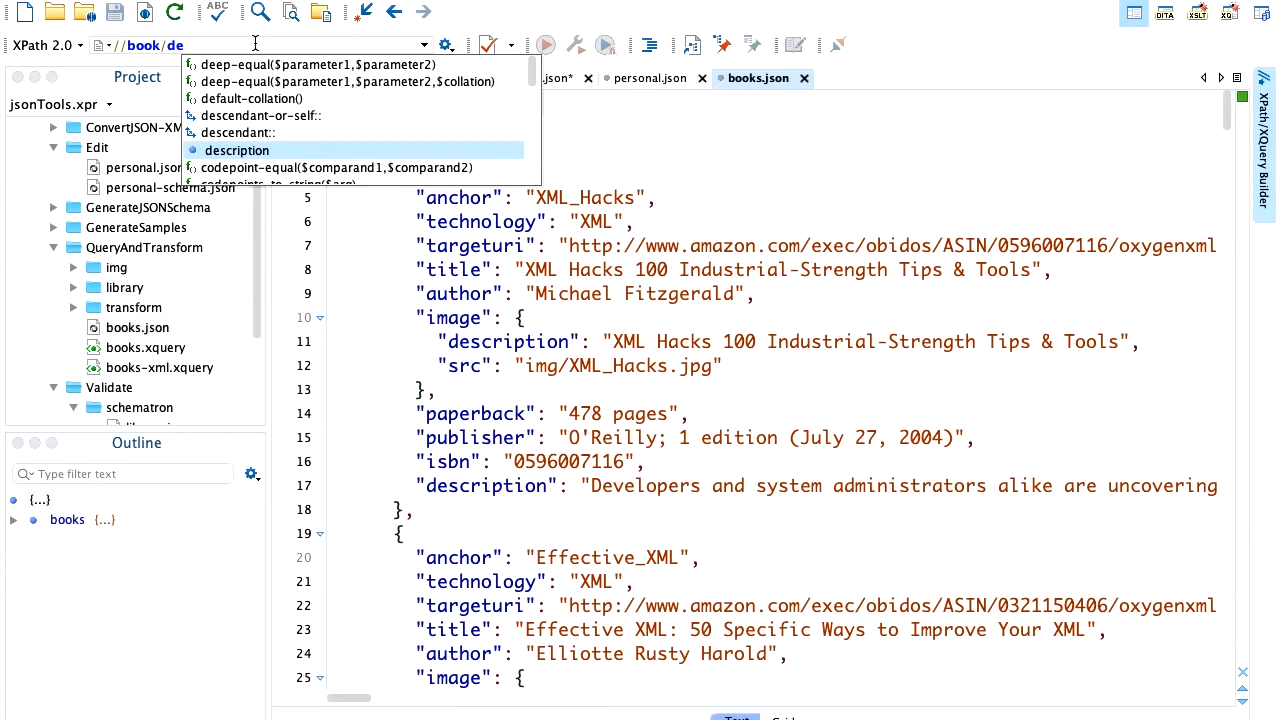 ABC
DITA
XSLT
XQ
XPath 2.0
//book/de
deep-equal($parameter1,$parameter2)
deep-equal($parameter1,$parameter2,$collation)
default-collation()
descendant-or-self::
descendant::
description
codepoint-equal($comparand1,$comparand2)
Project
jsonTools.xpr
Edit
personal-schema.json
GenerateJSONSchema
GenerateSamples
QueryAndTransform
img
library
transform
books.json
books.xquery
books-xml.xquery
Validate
schematron
Outline
Type filter text
{...}
books {...}
.json*
personal.json
books.json
5 "anchor": "XML_Hacks",
6 "technology": "XML",
7 "targeturi": "http://www.amazon.com/exec/obidos/ASIN/0596007116/oxygenxml
8 "title": "XML Hacks 100 Industrial-Strength Tips & Tools",
9 "author": "Michael Fitzgerald",
10 "image": {
11 "description": "XML Hacks 100 Industrial-Strength Tips & Tools",
12 "src": "img/XML_Hacks.jpg"
13 },
14 "paperback": "478 pages",
15 "publisher": "O'Reilly; 1 edition (July 27, 2004)",
16 "isbn": "0596007116",
17 "description": "Developers and system administrators alike are uncovering
18 },
19 {
20 "anchor": "Effective_XML",
21 "technology": "XML",
22 "targeturi": "http://www.amazon.com/exec/obidos/ASIN/0321150406/oxygenxml
23 "title": "Effective XML: 50 Specific Ways to Improve Your XML",
24 "author": "Elliotte Rusty Harold",
25 "image": {
XPath/XQuery Builder